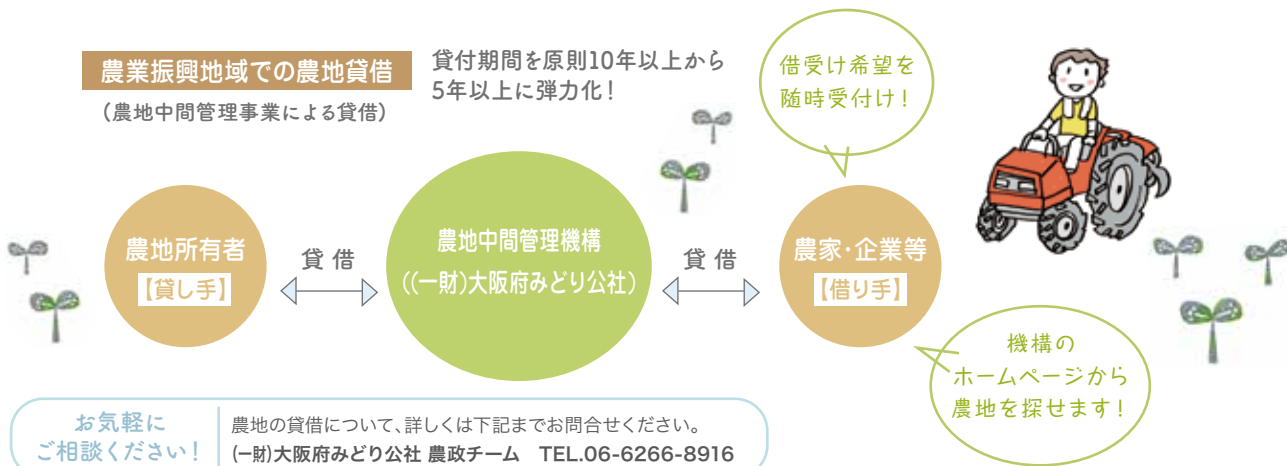 農業振興地域での農地貸借
(農地中間管理事業による貸借)
貸付期間を原則10年以上から
5年以上に弾力化！
借受け希望を
随時受付け！
農地所有者
【貸し手】
貸借
農地中間管理機構
((一財)大阪府みどり公社)
貸借
農家・企業等
【借り手】
機構の
ホームページから
農地を探せます！
お気軽に
ご相談ください！
農地の貸借について、詳しくは下記までお問合せください。
(一財)大阪府みどり公社 農政チーム　TEL.06-6266-8916